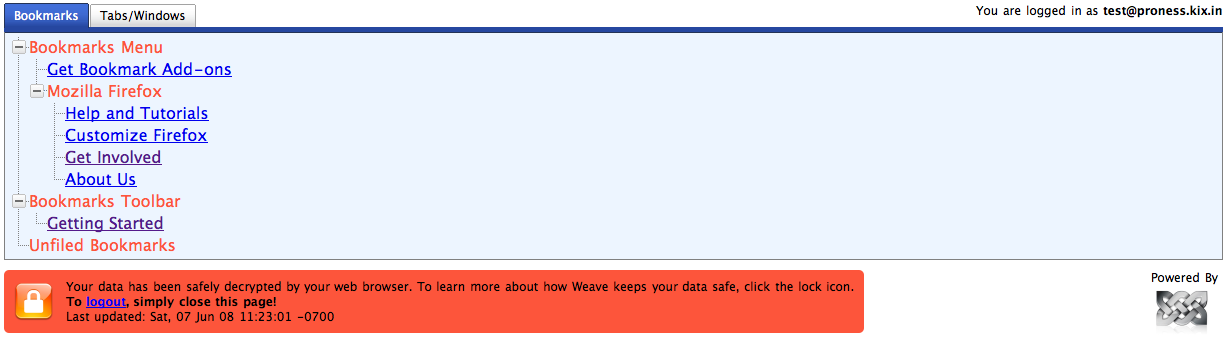 Bookmarks
Tabs/Windows
You are logged in as test@proness.kix.in
Bookmarks Menu
Get Bookmark Add-ons
Mozilla Firefox
Help and Tutorials
Customize Firefox
Get Involved
About Us
Bookmarks Toolbar
Getting Started
Unfiled Bookmarks
Your data has been safely decrypted by your web browser. To learn more about how Weave keeps your data safe, click the lock icon.
To logout, simply close this page!
Last updated: Sat, 07 Jun 08 11:23:01 -0700
Powered By